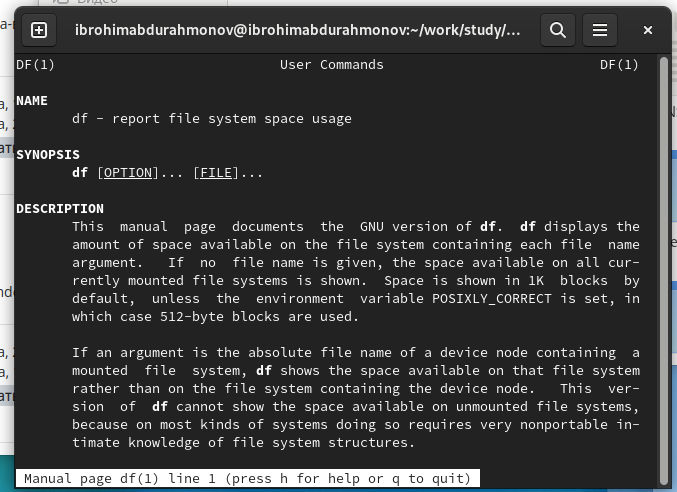 Видео
ibrohimabdurahmonov@ibrohimabdurahmonov:~/work/study/...
DF(1) User Commands DF(1)
NAME
df - report file system space usage
SYNOPSIS
df [OPTION]... [FILE]...
DESCRIPTION
This manual page documents the GNU version of df. df displays the
amount of space available on the file system containing each file name
argument. If no file name is given, the space available on all cur-
rently mounted file systems is shown. Space is shown in 1K blocks by
default, unless the environment variable POSIXLY_CORRECT is set, in
which case 512-byte blocks are used.
If an argument is the absolute file name of a device node containing a
mounted file system, df shows the space available on that file system
rather than on the file system containing the device node. This ver-
sion of df cannot show the space available on unmounted file systems,
because on most kinds of systems doing so requires very nonportable in-
timate knowledge of file system structures.
Manual page df(1) line 1 (press h for help or q to quit)